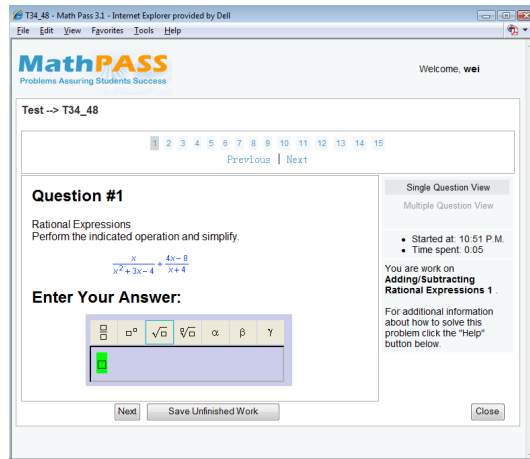 T34_48 - Math Pass 3.1 - Internet Explorer provided by Dell
File Edit View Favorites Tools Help
MathPASS
Problems Assuring Students Success
Welcome, wei
Test --> T34_48
1 2 3 4 5 6 7 8 9 10 11 12 13 14 15
Previous | Next
Question #1
Rational Expressions
Perform the indicated operation and simplify.
x/(x²+3x−4) + (4x−8)/(x+4)
Enter Your Answer:
□/□ □° √□ ∜□ α β γ
Next Save Unfinished Work
Single Question View
Multiple Question View
• Started at: 10:51 P.M.
• Time spent: 0:05
You are work on
Adding/Subtracting
Rational Expressions 1 .
For additional information
about how to solve this
problem click the "Help"
button below.
Close